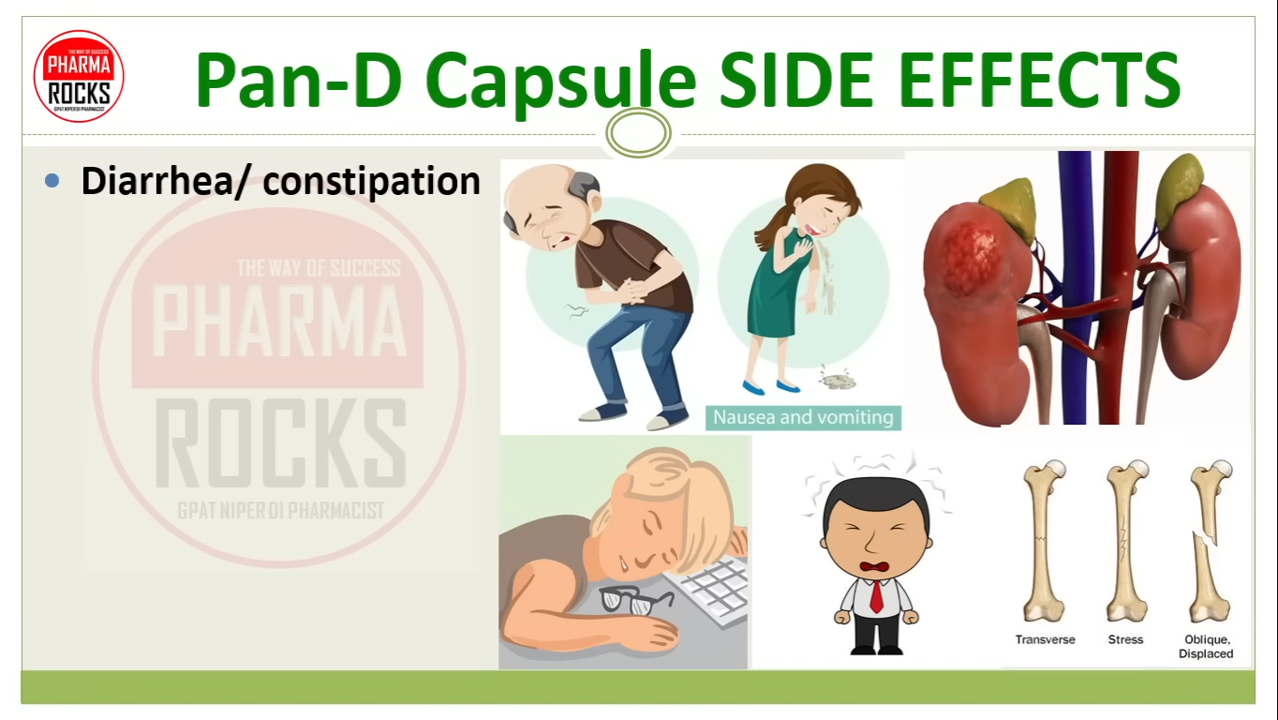 THE WAY OF SUCCESS
PHARMA
ROCKS
GPAT NIPER DI PHARMACIST
Pan-D Capsule SIDE EFFECTS
• Diarrhea/ constipation
THE WAY OF SUCCESS
PHARMA
ROCKS
GPAT NIPER DI PHARMACIST
Nausea and vomiting
Transverse
Stress
Oblique,
Displaced